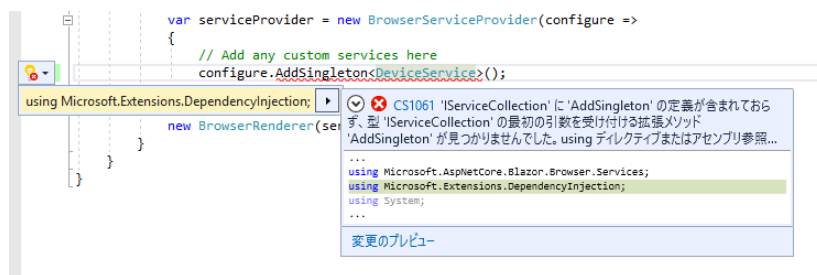 var serviceProvider = new BrowserServiceProvider(configure =>
{
// Add any custom services here
configure.AddSingleton<DeviceService>();
using Microsoft.Extensions.DependencyInjection;
new BrowserRenderer(ser
}
}
}
CS1061 'IServiceCollection' に 'AddSingleton' の定義が含まれておら
ず、型 'IServiceCollection' の最初の引数を受け付ける拡張メソッド
'AddSingleton' が見つかりませんでした。using ディレクティブまたはアセンブリ参照...
...
using Microsoft.AspNetCore.Blazor.Browser.Services;
using Microsoft.Extensions.DependencyInjection;
using System;
...
変更のプレビュー